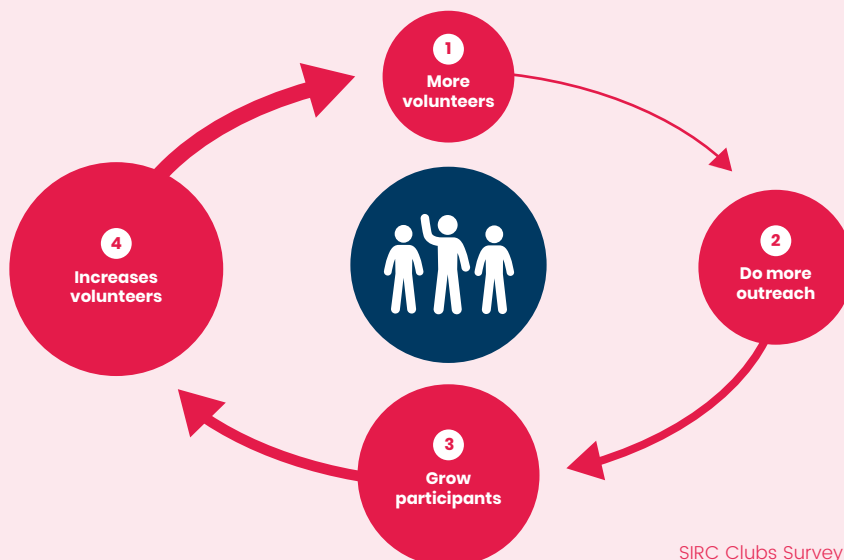 1
More
volunteers
2
Do more
outreach
3
Grow
participants
4
Increases
volunteers
SIRC Clubs Survey